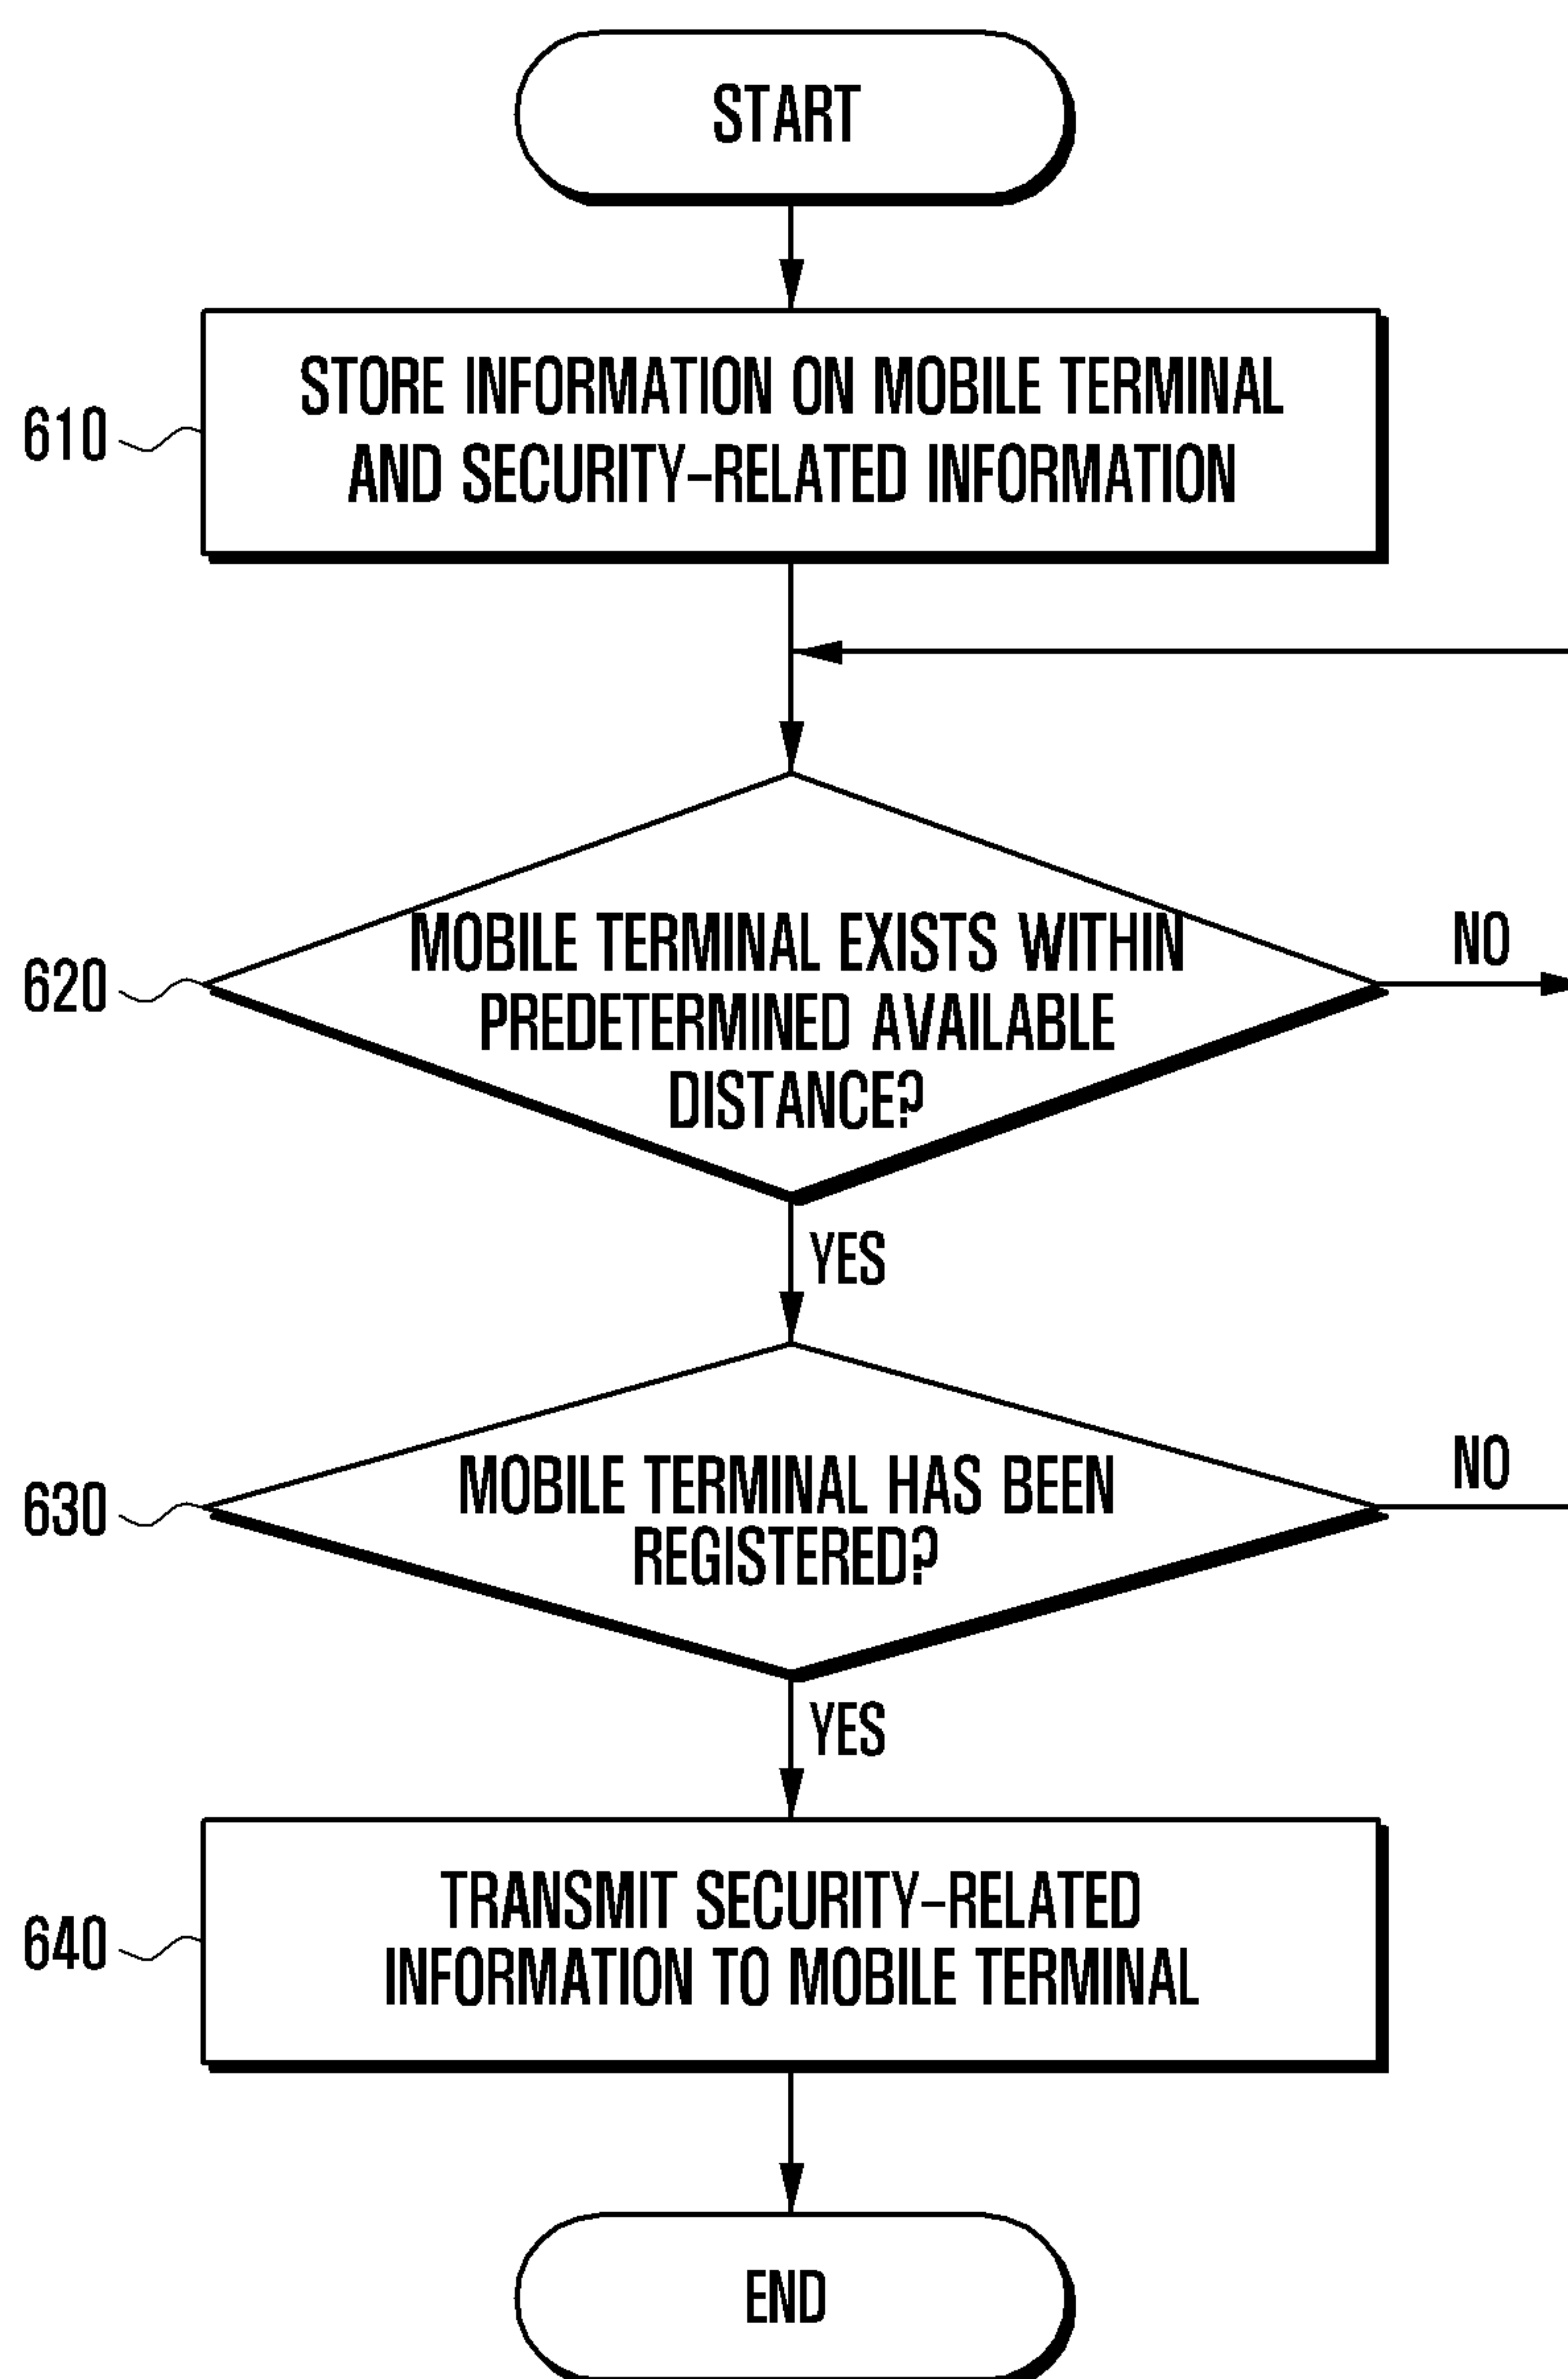 START
610
STORE INFORMATION ON MOBILE TERMINAL
AND SECURITY-RELATED INFORMATION
620
MOBILE TERMINAL EXISTS WITHIN
PREDETERMINED AVAILABLE
DISTANCE?
NO
YES
630
MOBILE TERMINAL HAS BEEN
REGISTERED?
NO
YES
640
TRANSMIT SECURITY-RELATED
INFORMATION TO MOBILE TERMINAL
END